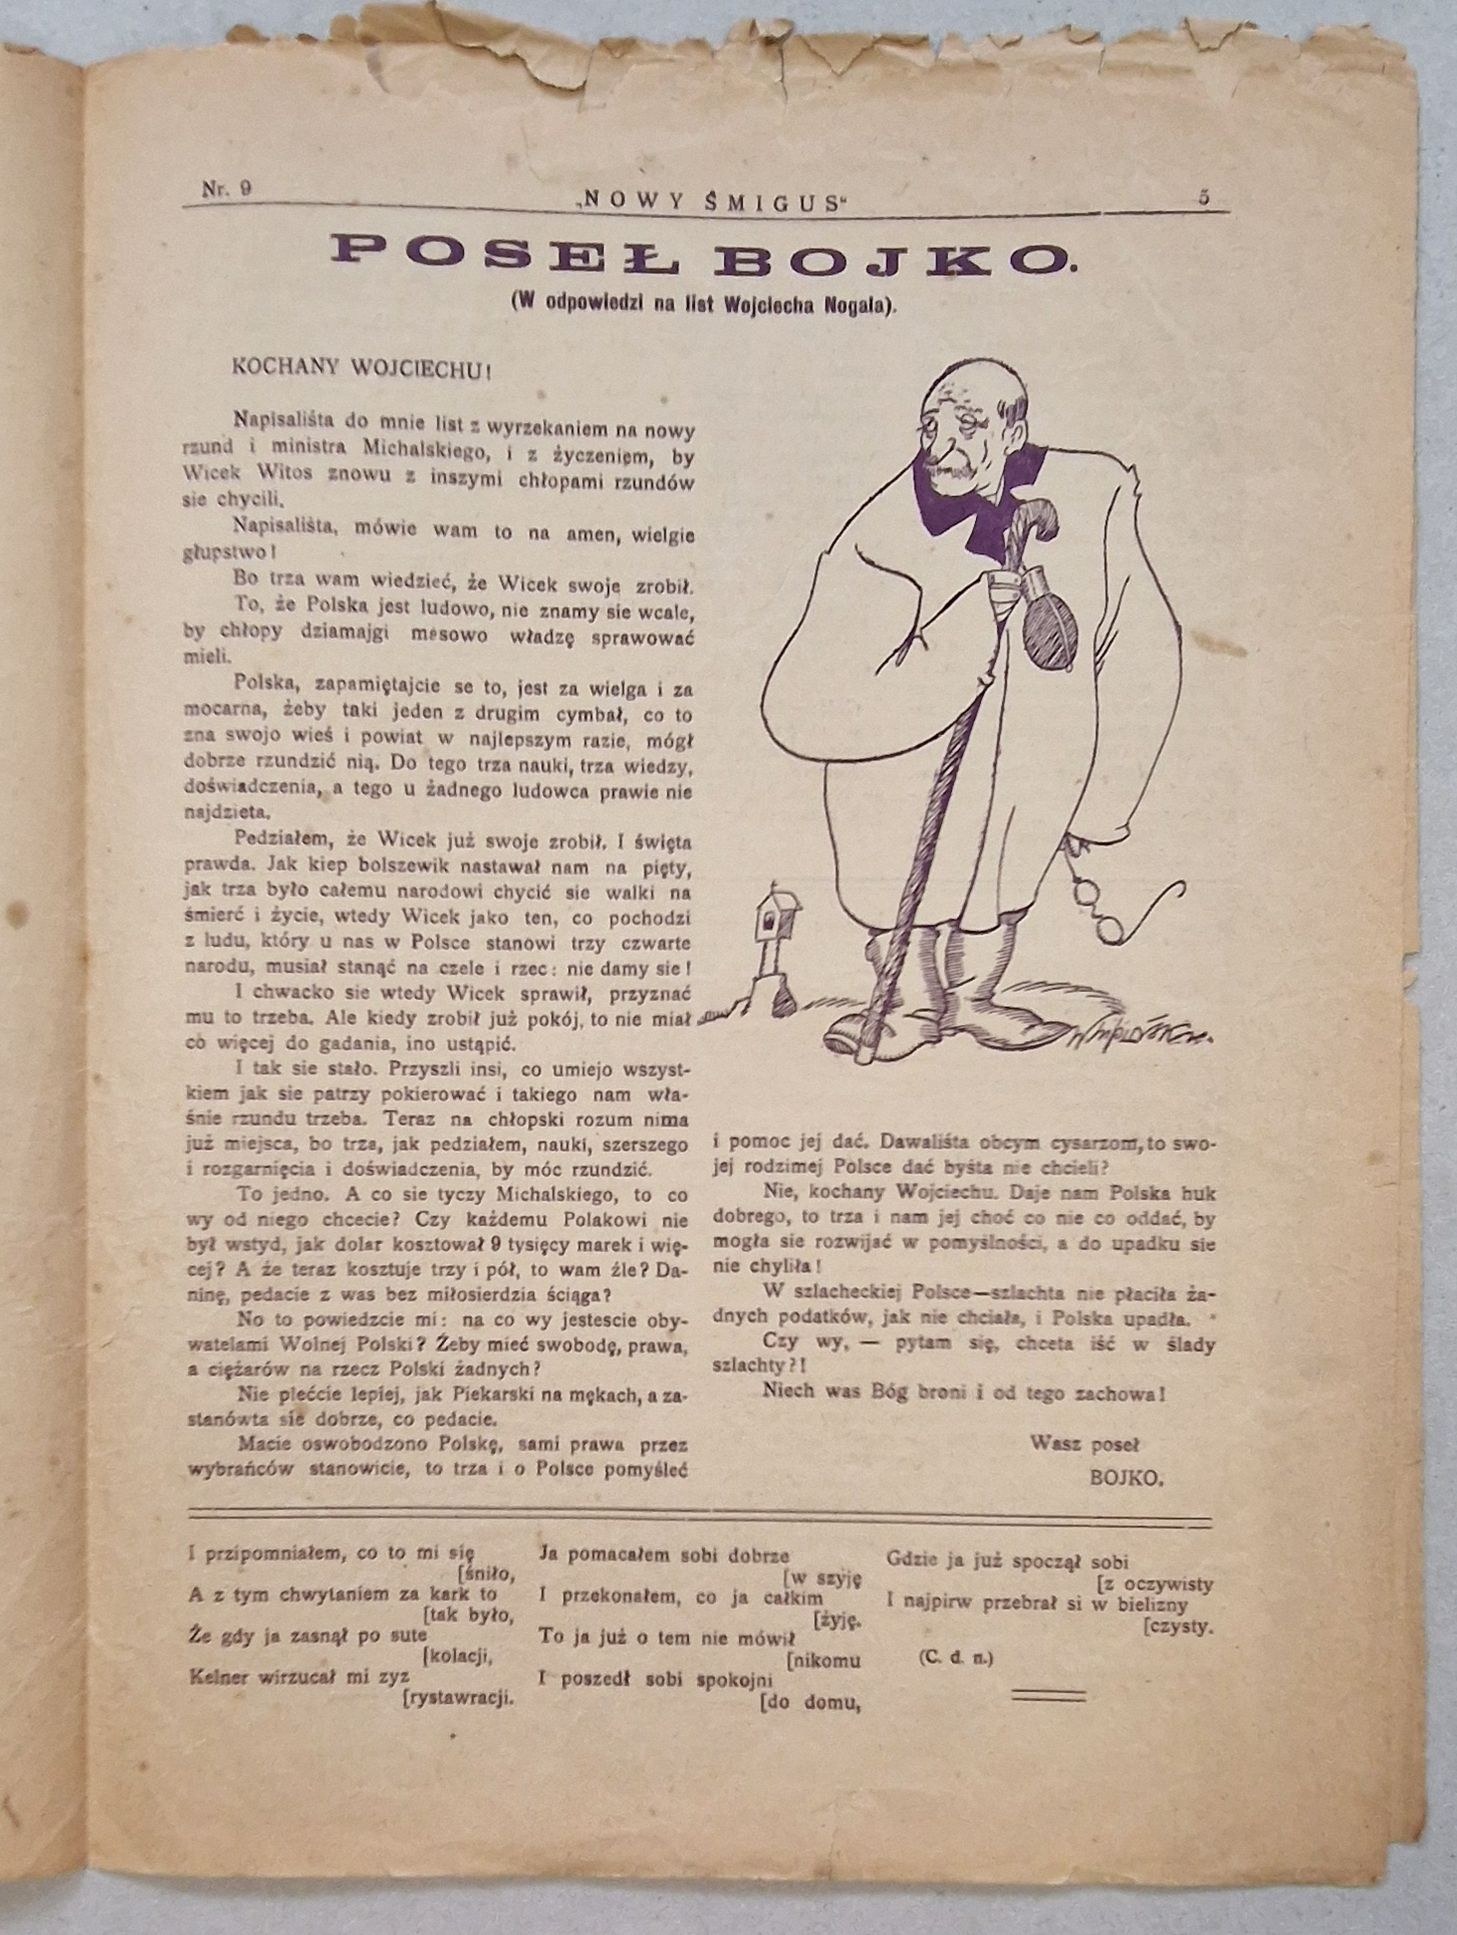 Nr. 9
„NOWY ŚMIGUS“
5
POSEŁ BOJKO.
(W odpowiedzi na list Wojciecha Nogala).
KOCHANY WOJCIECHU!
Napisaliśta do mnie list z wyrzekaniem na nowy
rzund i ministra Michalskiego, i z życzeniem, by
Wicek Witos znowu z inszymi chłopami rzundów
sie chycili.
Napisaliśta, mówie wam to na amen, wielgie
głupstwo!
Bo trza wam wiedzieć, że Wicek swoje zrobił.
To, że Polska jest ludowo, nie znamy sie wcale,
by chłopy dziamajgi masowo władzę sprawować
mieli.
Polska, zapamiętajcie se to, jest za wielga i za
mocarna, żeby taki jeden z drugim cymbał, co to
zna swojo wieś i powiat w najlepszym razie, mógł
dobrze rzundzić nią. Do tego trza nauki, trza wiedzy,
doświadczenia, a tego u żadnego ludowca prawie nie
najdzieta.
Pedziałem, że Wicek już swoje zrobił. I święta
prawda. Jak kiep bolszewik nastawał nam na pięty,
jak trza było całemu narodowi chycić sie walki na
śmierć i życie, wtedy Wicek jako ten, co pochodzi
z ludu, który u nas w Polsce stanowi trzy czwarte
narodu, musiał stanąć na czele i rzec: nie damy sie!
I chwacko sie wtedy Wicek sprawił, przyznać
mu to trzeba. Ale kiedy zrobił już pokój, to nie miał
co więcej do gadania, ino ustąpić.
I tak sie stało. Przyszli insi, co umiejo wszyst-
kiem jak sie patrzy pokierować i takiego nam wła-
śnie rzundu trzeba. Teraz na chłopski rozum nima
już miejsca, bo trza, jak pedziałem, nauki, szerszego
i rozgarnięcia i doświadczenia, by móc rzundzić.
To jedno. A co sie tyczy Michalskiego, to co
wy od niego chcecie? Czy każdemu Polakowi nie
był wstyd, jak dolar kosztował 9 tysięcy marek i wię-
cej? A że teraz kosztuje trzy i pół, to wam źle? Da-
ninę, pedacie z was bez miłosierdzia ściąga?
No to powiedzcie mi: na co wy jestescie oby-
watelami Wolnej Polski? Żeby mieć swobodę, prawa,
a ciężarów na rzecz Polski żadnych?
Nie plećcie lepiej, jak Piekarski na mękach, a za-
stanówta sie dobrze, co pedacie.
Macie oswobodzono Polskę, sami prawa przez
wybrańców stanowicie, to trza i o Polsce pomyśleć
i pomoc jej dać. Dawaliśta obcym cysarzom, to swo-
jej rodzimej Polsce dać byśta nie chcieli?
Nie, kochany Wojciechu. Daje nam Polska huk
dobrego, to trza i nam jej choć co nie co oddać, by
mogła sie rozwijać w pomyślności, a do upadku sie
nie chyliła!
W szlacheckiej Polsce—szlachta nie płaciła ża-
dnych podatków, jak nie chciała, i Polska upadła.
Czy wy, — pytam się, chceta iść w ślady
szlachty?!
Niech was Bóg broni i od tego zachowa!
Wasz poseł
BOJKO.
I przipomniałem, co to mi się
[śniło,
A z tym chwytaniem za kark to
[tak było,
Że gdy ja zasnął po sute
[kolacji,
Kelner wirzucał mi zyz
[rystawracji.
Ja pomacałem sobi dobrze
[w szyję
I przekonałem, co ja całkim
[żyję.
To ja już o tem nie mówił
[nikomu
I poszedł sobi spokojni
[do domu,
Gdzie ja już spoczął sobi
[z oczywisty
I najpirw przebrał si w bielizny
[czysty.
(C. d. n.)